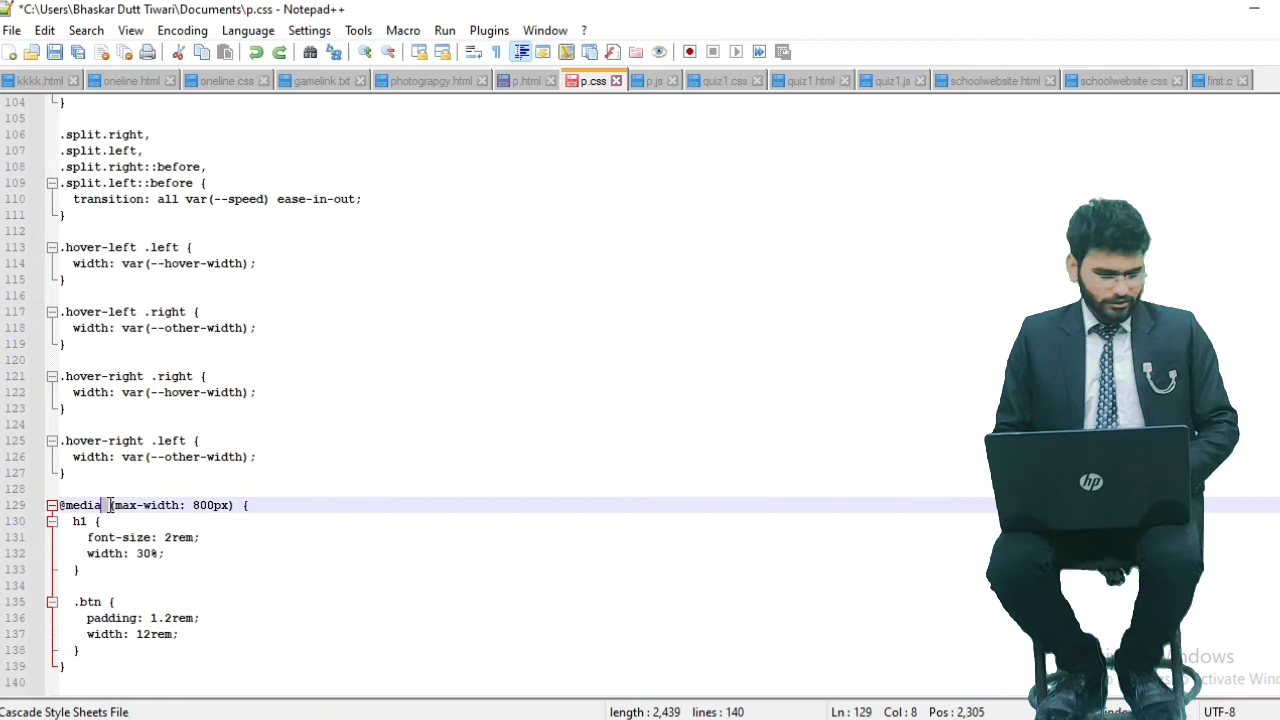 *C:\Users\Bhaskar Dutt Tiwari\Documents\p.css - Notepad++
File Edit Search View Encoding Language Settings Tools Macro Run Plugins Window ?
kkkk.html oneline.html oneline.css gamelink.txt photograpgy.html p.html p.css p.js quiz1.css quiz1.html quiz1.js schoolwebsite.html schoolwebsite.css first.c
104 }
105
106 .split.right,
107 .split.left,
108 .split.right::before,
109 .split.left::before {
110 transition: all var(--speed) ease-in-out;
111 }
112
113 .hover-left .left {
114 width: var(--hover-width);
115 }
116
117 .hover-left .right {
118 width: var(--other-width);
119 }
120
121 .hover-right .right {
122 width: var(--hover-width);
123 }
124
125 .hover-right .left {
126 width: var(--other-width);
127 }
128
129 @media (max-width: 800px) {
130 h1 {
131 font-size: 2rem;
132 width: 30%;
133 }
134
135 .btn {
136 padding: 1.2rem;
137 width: 12rem;
138 }
139 }
140
hp
Cascade Style Sheets File length : 2,439 lines : 140 Ln : 129 Col : 8 Pos : 2,305 UTF-8